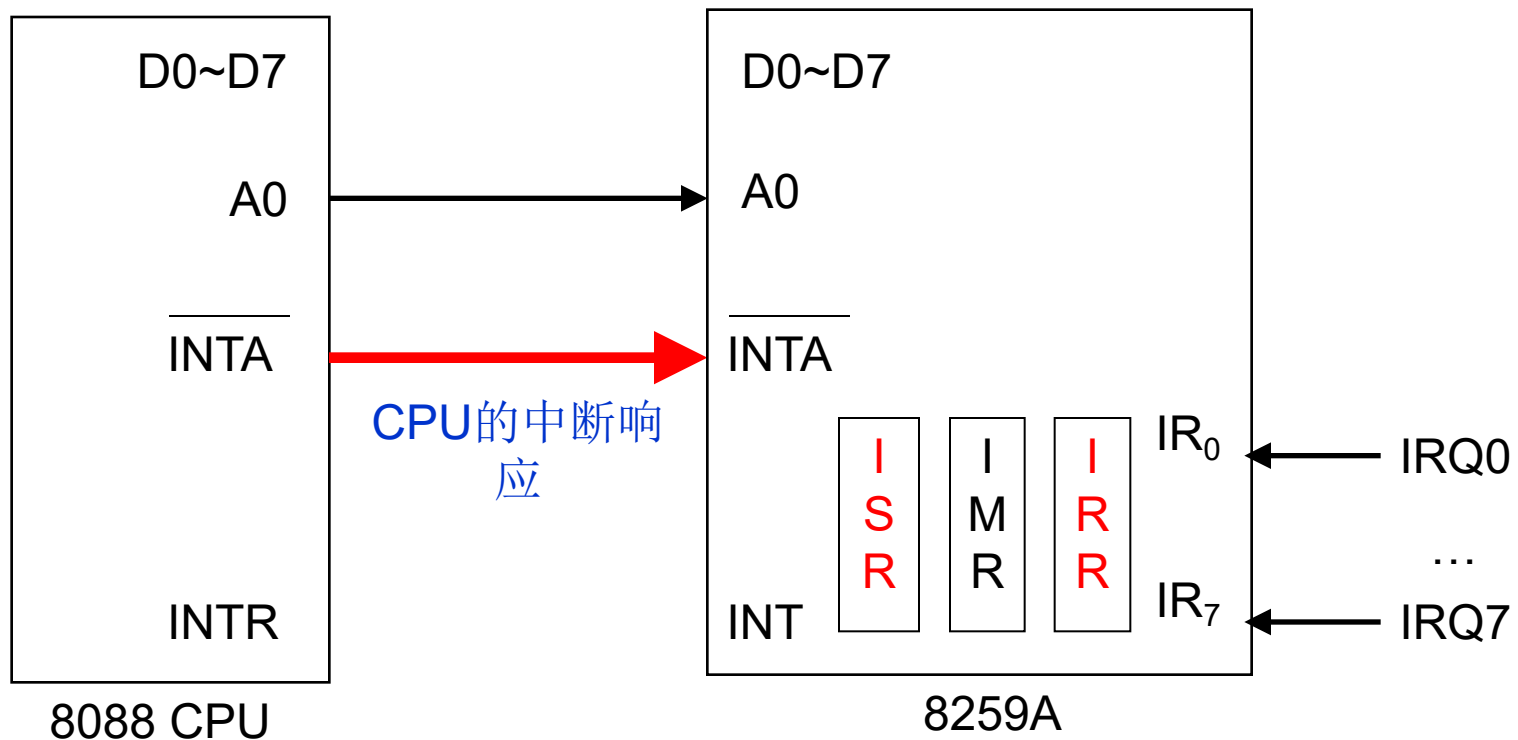 D0~D7
A0
INTA
INTR
8088 CPU
CPU的中断响
应
D0~D7
A0
INTA
INT
I
S
R
I
M
R
I
R
R
IR₀
IR₇
8259A
IRQ0
…
IRQ7